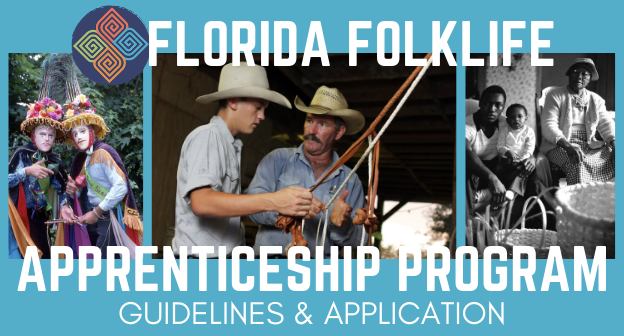 FLORIDA FOLKLIFE
APPRENTICESHIP PROGRAM
GUIDELINES & APPLICATION